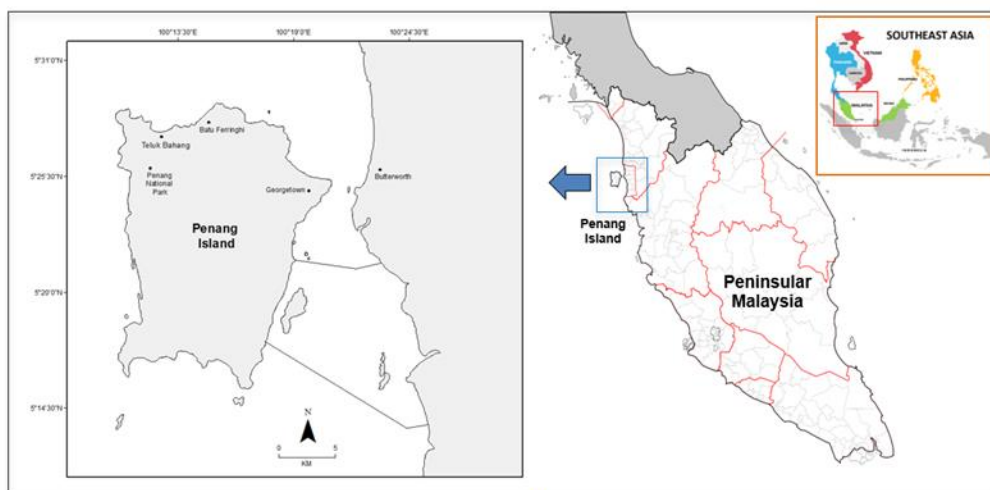 100°13'30"E
100°19'0"E
100°24'30"E
5°31'0"N
5°25'30"N
5°20'0"N
5°14'30"N
Batu Ferringhi
Teluk Bahang
Penang
National
Park
Georgetown
Butterworth
Penang
Island
N
0 5
KM
Penang
Island
Peninsular
Malaysia
SOUTHEAST ASIA
VIETNAM